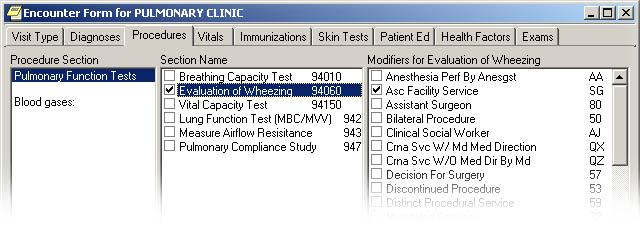 Encounter Form for PULMONARY CLINIC
Visit Type Diagnoses Procedures Vitals Immunizations Skin Tests Patient Ed Health Factors Exams
Procedure Section
Pulmonary Function Tests
Blood gases:
Section Name
Breathing Capacity Test 94010
Evaluation of Wheezing 94060
Vital Capacity Test 94150
Lung Function Test (MBC/MVV) 942
Measure Airflow Resisitance 943
Pulmonary Compliance Study 947
Modifiers for Evaluation of Wheezing
Anesthesia Perf By Anesgst AA
Asc Facility Service SG
Assistant Surgeon 80
Bilateral Procedure 50
Clinical Social Worker AJ
Crna Svc W/ Md Med Direction QX
Crna Svc W/O Med Dir By Md QZ
Decision For Surgery 57
Discontinued Procedure 53
Distinct Procedural Service 59